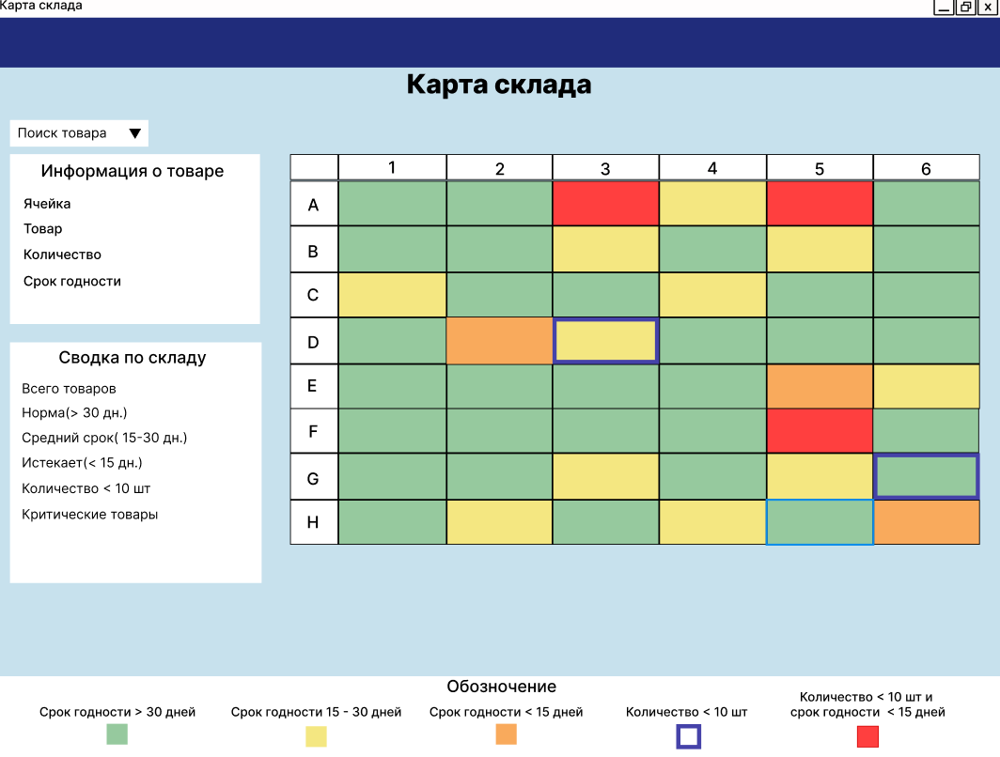 Карта склада
Карта склада
Поиск товара
Информация о товаре
Ячейка
Товар
Количество
Срок годности
Сводка по складу
Всего товаров
Норма(> 30 дн.)
Средний срок( 15-30 дн.)
Истекает(< 15 дн.)
Количество < 10 шт
Критические товары
1 2 3 4 5 6
A
B
C
D
E
F
G
H
Обозночение
Срок годности > 30 дней
Срок годности 15 - 30 дней
Срок годности < 15 дней
Количество < 10 шт
Количество < 10 шт и
срок годности < 15 дней